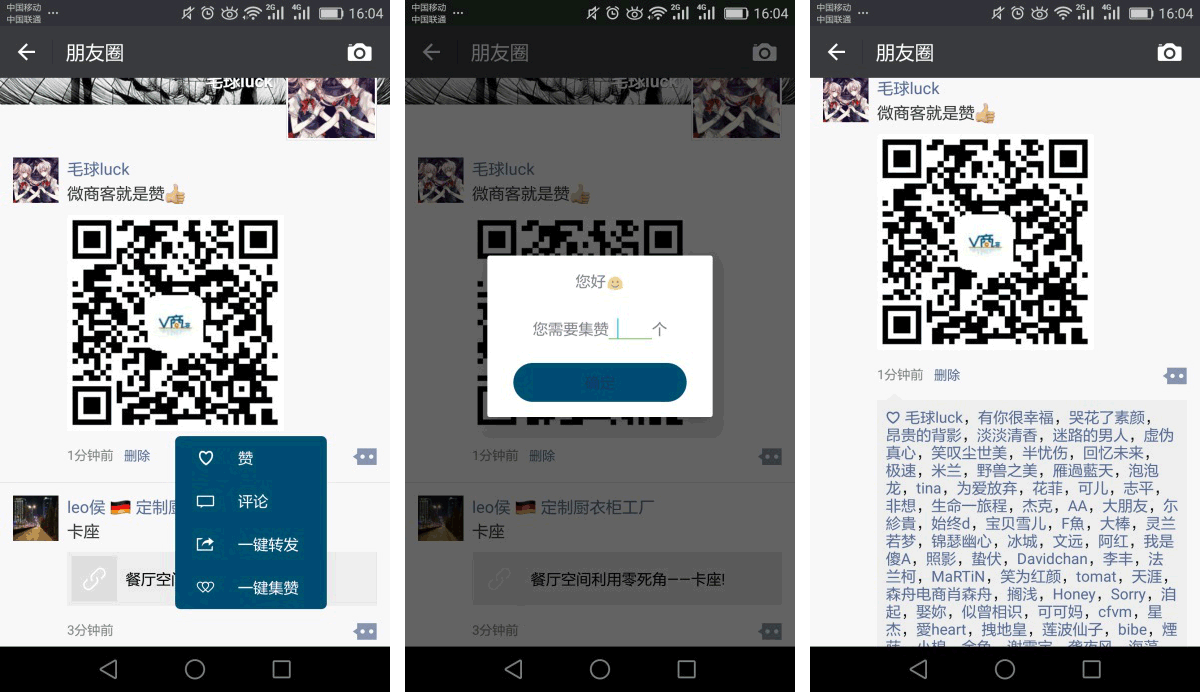 中国移动
中国联通 ... 2G 4G 16:04
朋友圈
毛球luck
毛球luck
微商客就是赞👍
V商
1分钟前 删除
赞
评论
一键转发
一键集赞
leo侯 🇩🇪 定制厨
卡座
餐厅空间
3分钟前
中国移动
中国联通 ... 2G 4G 16:04
朋友圈
毛球luck
毛球luck
微商客就是赞👍
您好😊
您需要集赞 个
确定
1分钟前 删除
leo侯 🇩🇪 定制厨衣柜工厂
卡座
餐厅空间利用零死角——卡座!
3分钟前
中国移动
中国联通 ... 2G 4G 16:04
朋友圈
毛球luck
微商客就是赞👍
V商
1分钟前 删除
毛球luck，有你很幸福，哭花了素颜，
昂贵的背影，淡淡清香，迷路的男人，虚伪
真心，笑叹尘世美，半忧伤，回忆未来，
极速，米兰，野兽之美，雁過藍天，泡泡
龙，tina，为爱放弃，花菲，可儿，志平，
非想，生命一旅程，杰克，AA，大朋友，尔
絵貴，始终d，宝贝雪儿，F魚，大棒，灵兰
若梦，锦瑟幽心，冰城，文远，阿红，我是
傻A，照影，蛰伏，Davidchan，李丰，法
兰柯，MaRTiN，笑为红颜，tomat，天涯，
森舟电商肖森舟，搁浅，Honey，Sorry，洎
起，娶妳，似曾相识，可可妈，cfvm，星
杰，愛heart，拽地皇，莲波仙子，bibe，煙